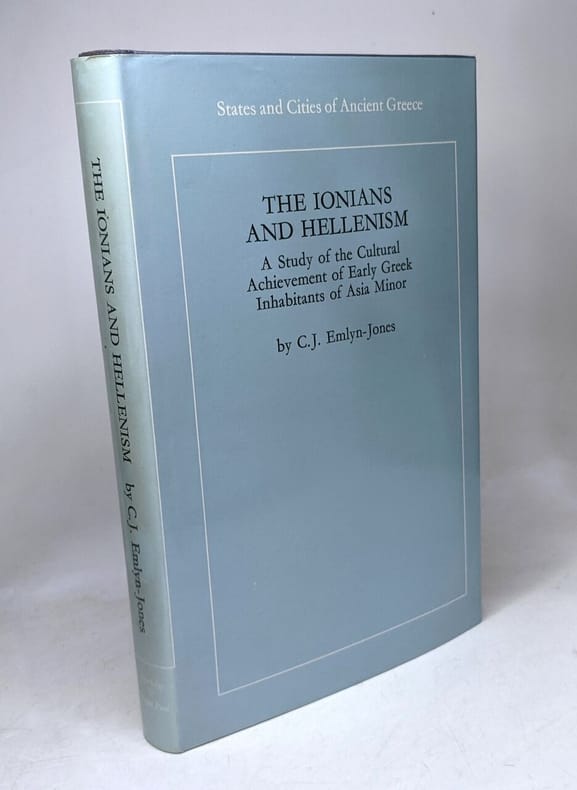 States and Cities of Ancient Greece
THE IONIANS
AND HELLENISM
A Study of the Cultural
Achievement of Early Greek
Inhabitants of Asia Minor
by C.J. Emlyn-Jones
THE IONIANS AND HELLENISM by C.J. Emlyn-Jones